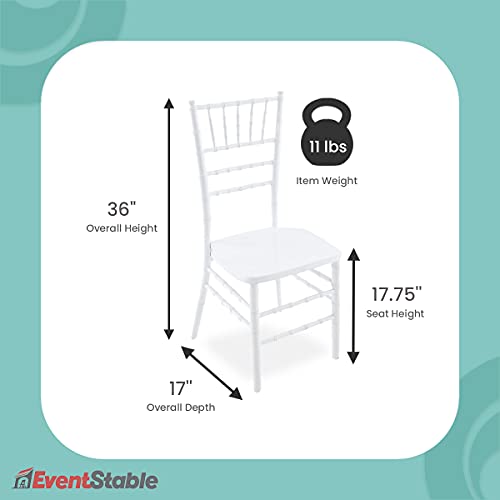 11 lbs
Item Weight
36"
Overall Height
17.75"
Seat Height
17"
Overall Depth
EventStable